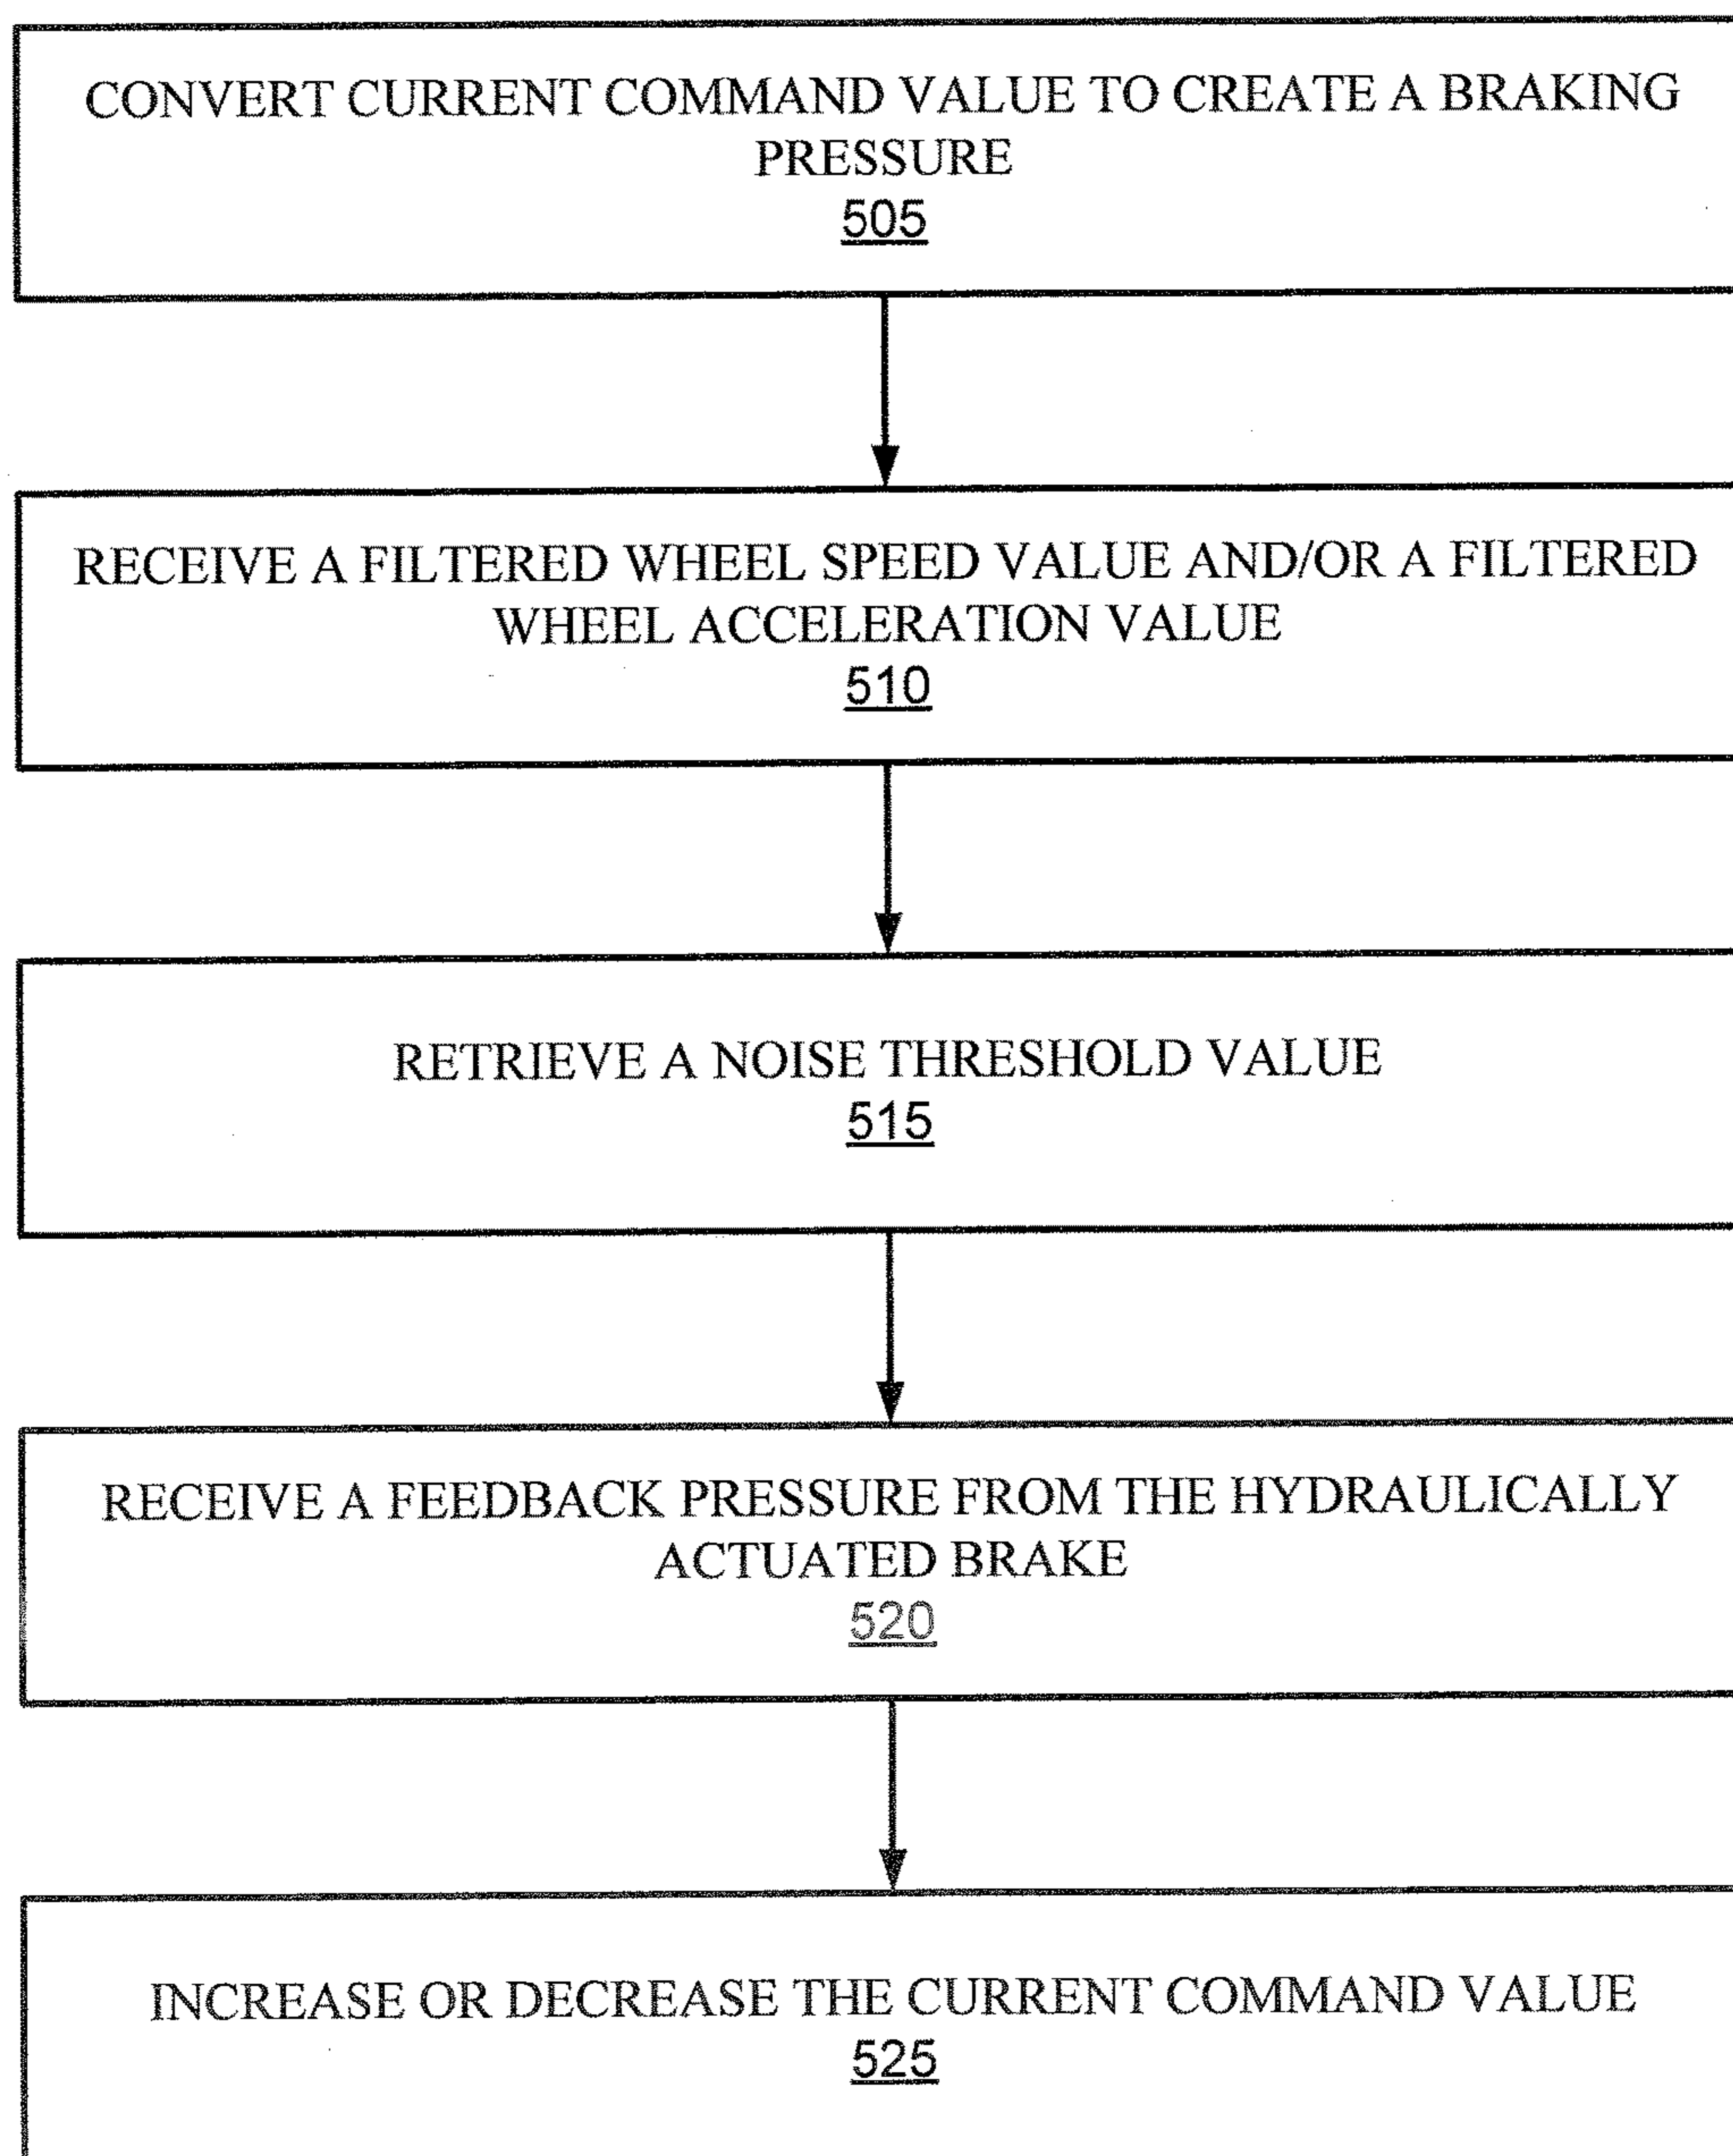 CONVERT CURRENT COMMAND VALUE TO CREATE A BRAKING
PRESSURE
505
RECEIVE A FILTERED WHEEL SPEED VALUE AND/OR A FILTERED
WHEEL ACCELERATION VALUE
510
RETRIEVE A NOISE THRESHOLD VALUE
515
RECEIVE A FEEDBACK PRESSURE FROM THE HYDRAULICALLY
ACTUATED BRAKE
520
INCREASE OR DECREASE THE CURRENT COMMAND VALUE
525